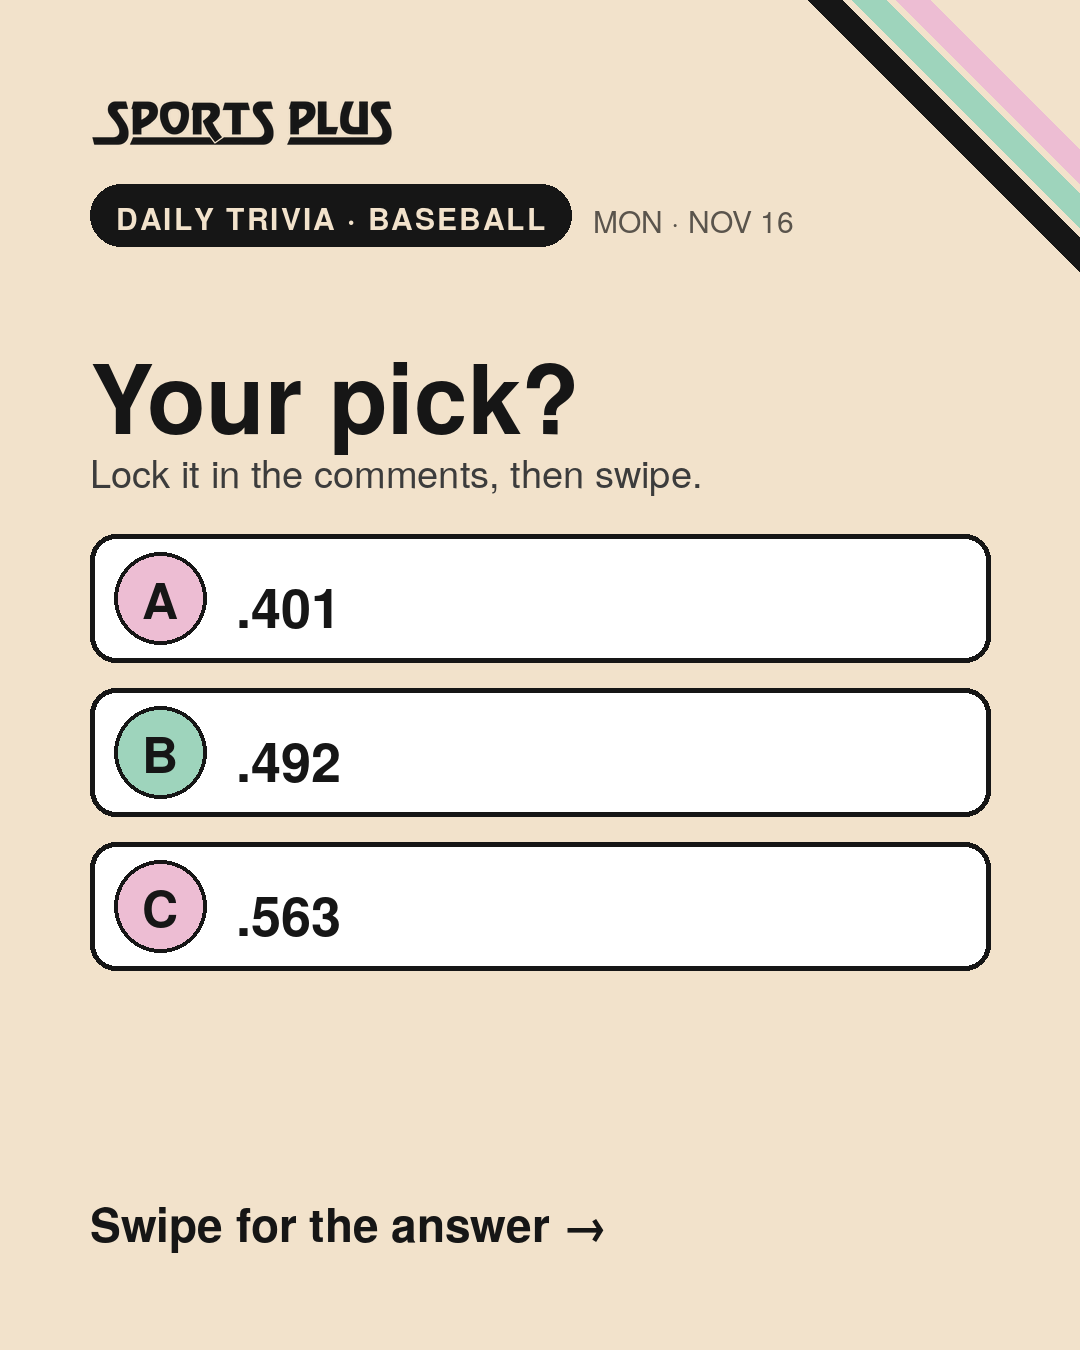 SPORTS PLUS
DAILY TRIVIA · BASEBALL
MON · NOV 16
Your pick?
Lock it in the comments, then swipe.
A .401
B .492
C .563
Swipe for the answer →